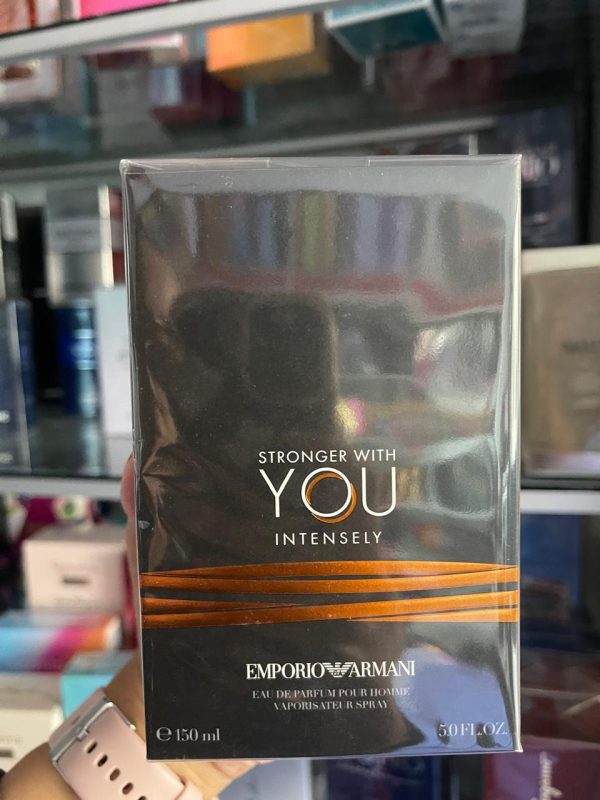 STRONGER WITH
YOU
INTENSELY
EMPORIO ARMANI
EAU DE PARFUM POUR HOMME
VAPORISATEUR SPRAY
℮ 150 ml
5.0 FL.OZ.